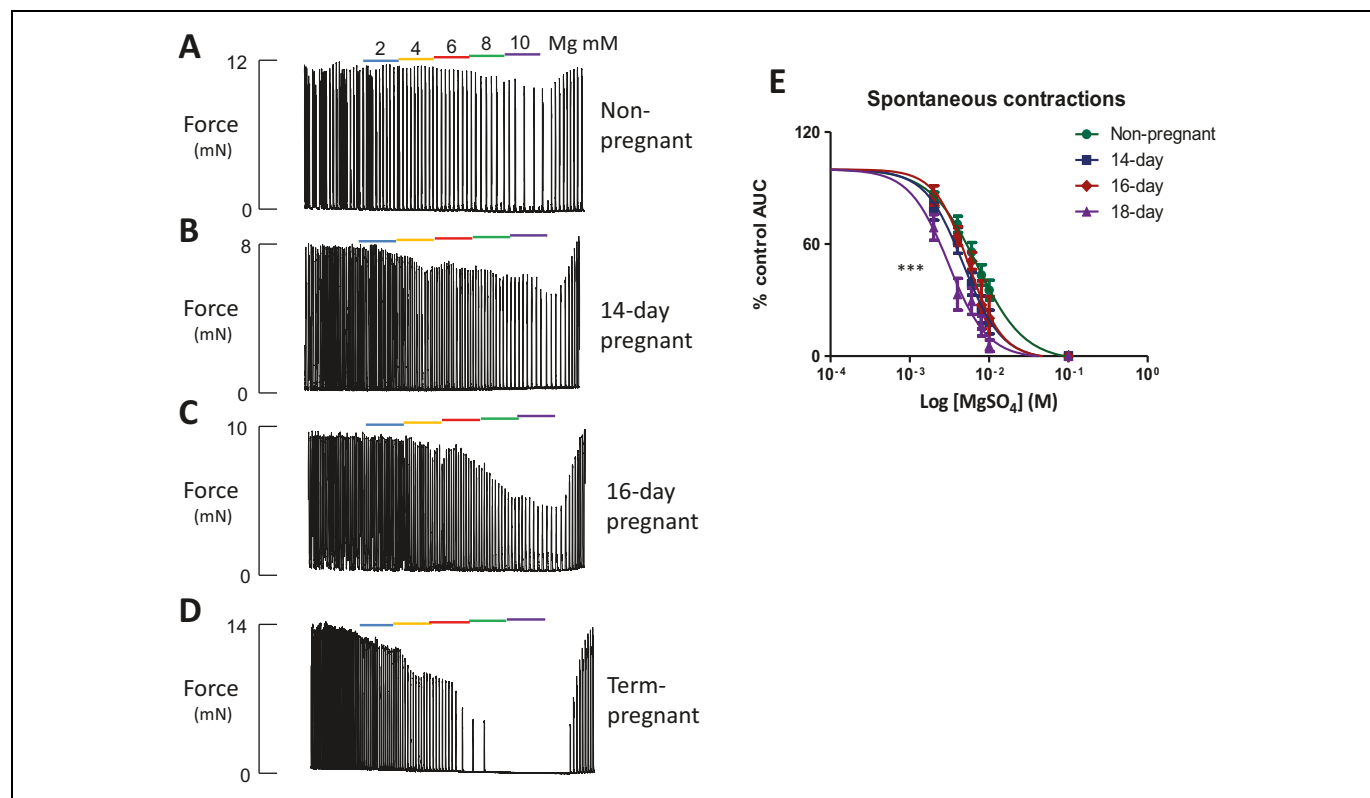 A
2 4 6 8 10 Mg mM
12
Force
(mN)
0
Non-
pregnant
B
8
Force
(mN)
0
14-day
pregnant
C
10
Force
(mN)
0
16-day
pregnant
D
14
Force
(mN)
0
Term-
pregnant
E
Spontaneous contractions
120
60
0
% control AUC
***
Non-pregnant
14-day
16-day
18-day
10⁻⁴ 10⁻³ 10⁻² 10⁻¹ 10⁰
Log [MgSO₄] (M)